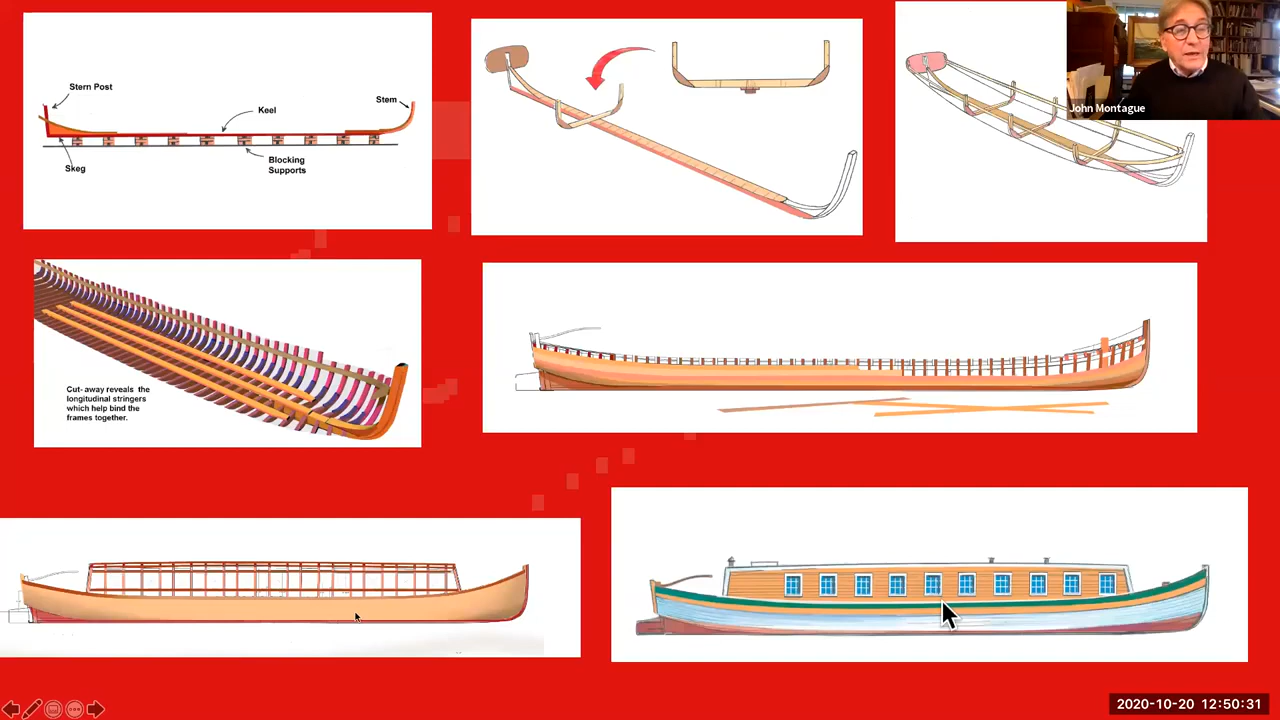 Stern Post
Keel
Stem
Skeg
Blocking
Supports
John Montague
Cut- away reveals the
longitudinal stringers
which help bind the
frames together.
2020-10-20 12:50:31